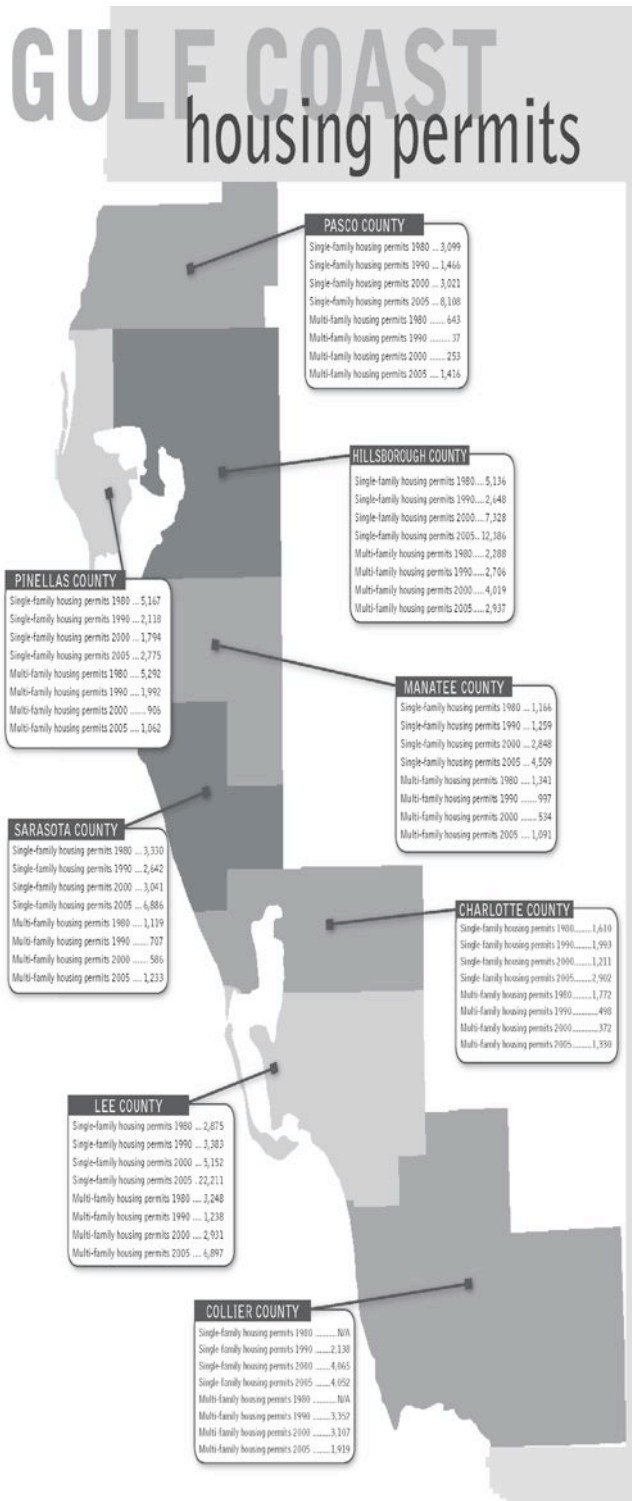 GULF COAST
housing permits
PASCO COUNTY
Single-family housing permits 1980 ... 3,099
Single-family housing permits 1990 ... 1,466
Single-family housing permits 2000 ... 3,021
Single-family housing permits 2005 ... 8,108
Multi-family housing permits 1980 ....... 643
Multi-family housing permits 1990 ......... 37
Multi-family housing permits 2000 ....... 253
Multi-family housing permits 2005 .... 1,416
HILLSBOROUGH COUNTY
Single-family housing permits 1980.... 5,136
Single-family housing permits 1990.... 2,648
Single-family housing permits 2000.... 7,328
Single-family housing permits 2005.. 12,386
Multi-family housing permits 1980..... 2,288
Multi-family housing permits 1990..... 2,706
Multi-family housing permits 2000..... 4,019
Multi-family housing permits 2005..... 2,937
PINELLAS COUNTY
Single-family housing permits 1980 ... 5,167
Single-family housing permits 1990 ... 2,118
Single-family housing permits 2000 ... 1,794
Single-family housing permits 2005 ... 2,775
Multi-family housing permits 1980 .... 5,292
Multi-family housing permits 1990 .... 1,992
Multi-family housing permits 2000 ....... 906
Multi-family housing permits 2005 .... 1,062
MANATEE COUNTY
Single-family housing permits 1980 ... 1,166
Single-family housing permits 1990 ... 1,259
Single-family housing permits 2000 ... 2,848
Single-family housing permits 2005 ... 4,509
Multi-family housing permits 1980 .... 1,341
Multi-family housing permits 1990 ....... 997
Multi-family housing permits 2000 ....... 534
Multi-family housing permits 2005 .... 1,091
SARASOTA COUNTY
Single-family housing permits 1980 ... 3,330
Single-family housing permits 1990 ... 2,642
Single-family housing permits 2000 ... 3,041
Single-family housing permits 2005 ... 6,886
Multi-family housing permits 1980 .... 1,119
Multi-family housing permits 1990 ....... 707
Multi-family housing permits 2000 ....... 586
Multi-family housing permits 2005 .... 1,233
CHARLOTTE COUNTY
Single-family housing permits 1980........ 1,610
Single-family housing permits 1990........ 1,993
Single-family housing permits 2000........ 1,211
Single-family housing permits 2005........ 2,902
Multi-family housing permits 1980......... 1,772
Multi-family housing permits 1990............ 498
Multi-family housing permits 2000............ 372
Multi-family housing permits 2005......... 1,330
LEE COUNTY
Single-family housing permits 1980 ... 2,875
Single-family housing permits 1990 ... 3,383
Single-family housing permits 2000 ... 5,152
Single-family housing permits 2005 . 22,211
Multi-family housing permits 1980 .... 3,248
Multi-family housing permits 1990 .... 1,238
Multi-family housing permits 2000 .... 2,931
Multi-family housing permits 2005 .... 6,897
COLLIER COUNTY
Single-family housing permits 1980 .......... N/A
Single-family housing permits 1990 ....... 2,138
Single-family housing permits 2000 ....... 4,065
Single-family housing permits 2005 ....... 4,052
Multi-family housing permits 1980 ........... N/A
Multi-family housing permits 1990 ........ 3,352
Multi-family housing permits 2000 ........ 3,107
Multi-family housing permits 2005 ........ 1,919